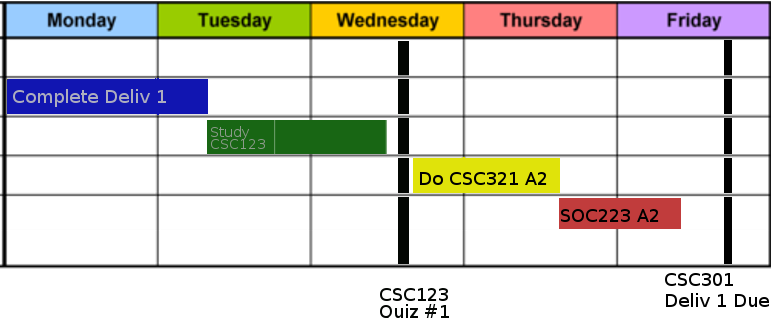 Monday Tuesday Wednesday Thursday Friday
Complete Deliv 1
Study
CSC123
Do CSC321 A2
SOC223 A2
CSC123
Quiz #1
CSC301
Deliv 1 Due